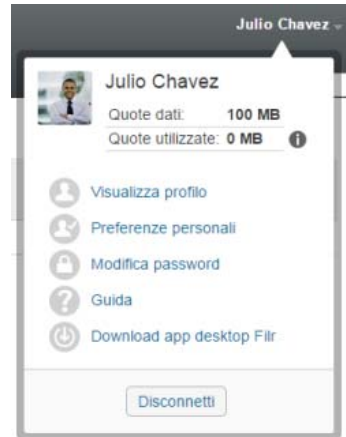 Julio Chavez
Julio Chavez
Quote dati: 100 MB
Quote utilizzate: 0 MB
Visualizza profilo
Preferenze personali
Modifica password
Guida
Download app desktop Filr
Disconnetti